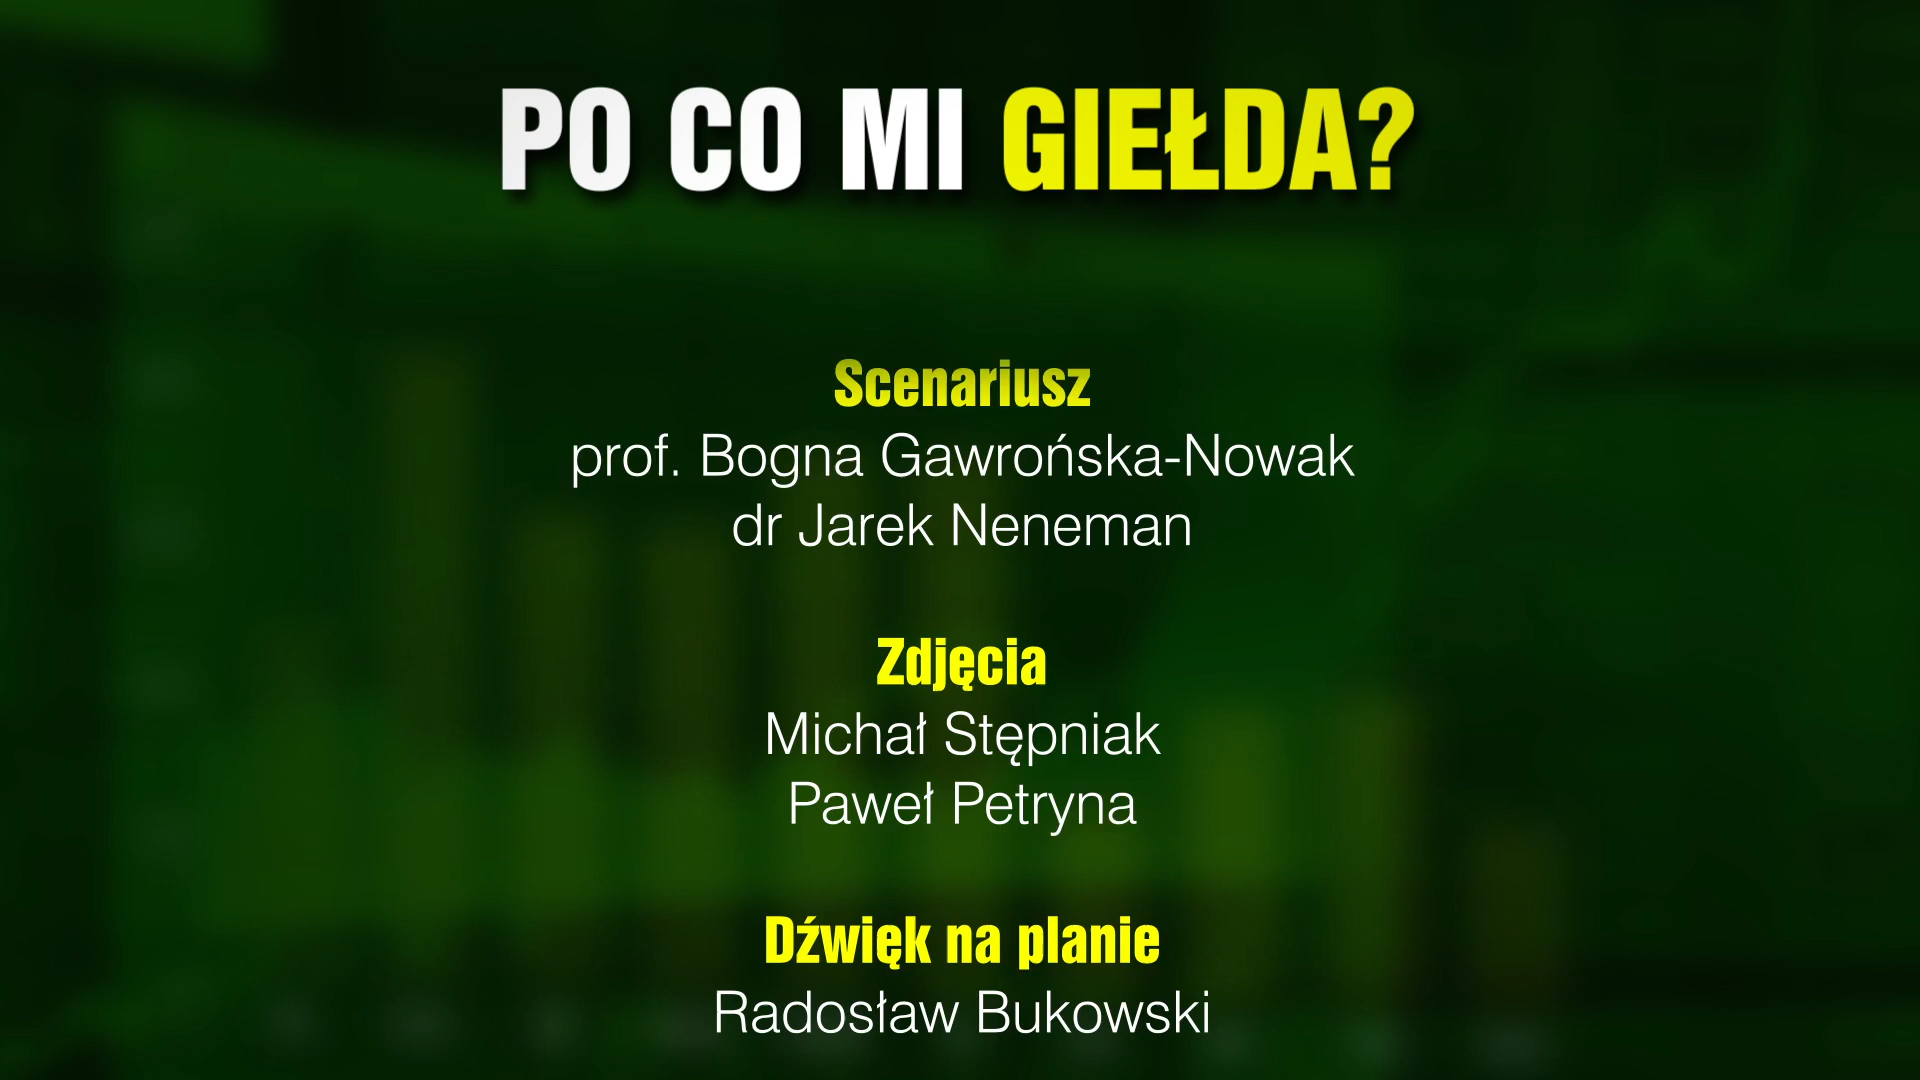 PO CO MI GIEŁDA?
Scenariusz
prof. Bogna Gawrońska-Nowak
dr Jarek Neneman
Zdjęcia
Michał Stępniak
Paweł Petryna
Dźwięk na planie
Radosław Bukowski